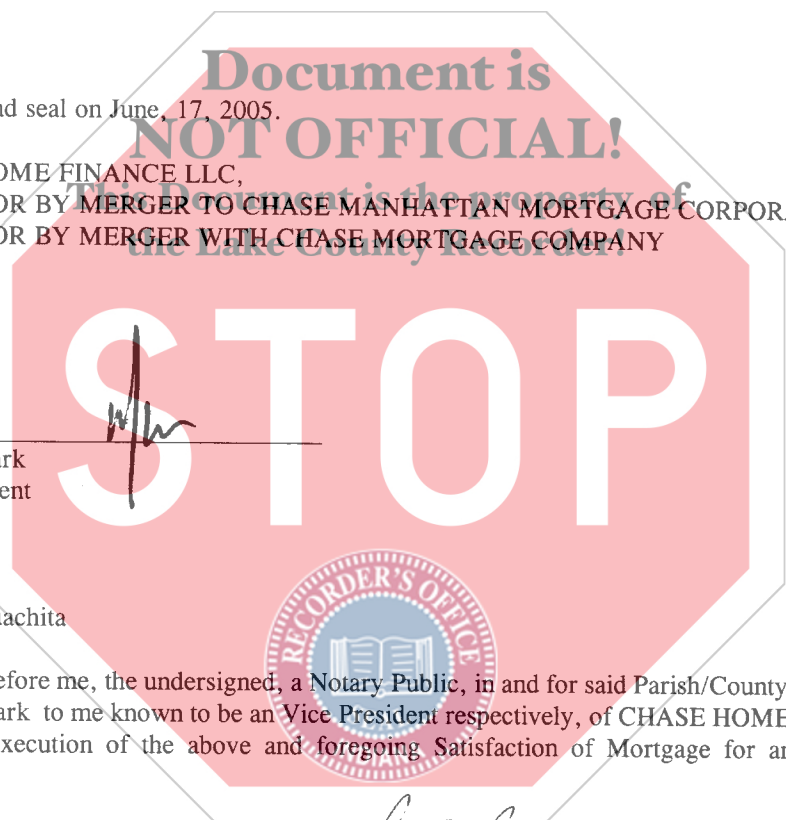 Document is
nd seal on June, 17, 2005.
NOT OFFICIAL!
OME FINANCE LLC,
This Document is the property of
OR BY MERGER TO CHASE MANHATTAN MORTGAGE CORPORA
OR BY MERGER WITH CHASE MORTGAGE COMPANY
the Lake County Recorder!
STOP
ark
ent
RECORDER'S OFFICE
uachita
efore me, the undersigned, a Notary Public, in and for said Parish/County
ark to me known to be an Vice President respectively, of CHASE HOME
xecution of the above and foregoing Satisfaction of Mortgage for an
INDIANA